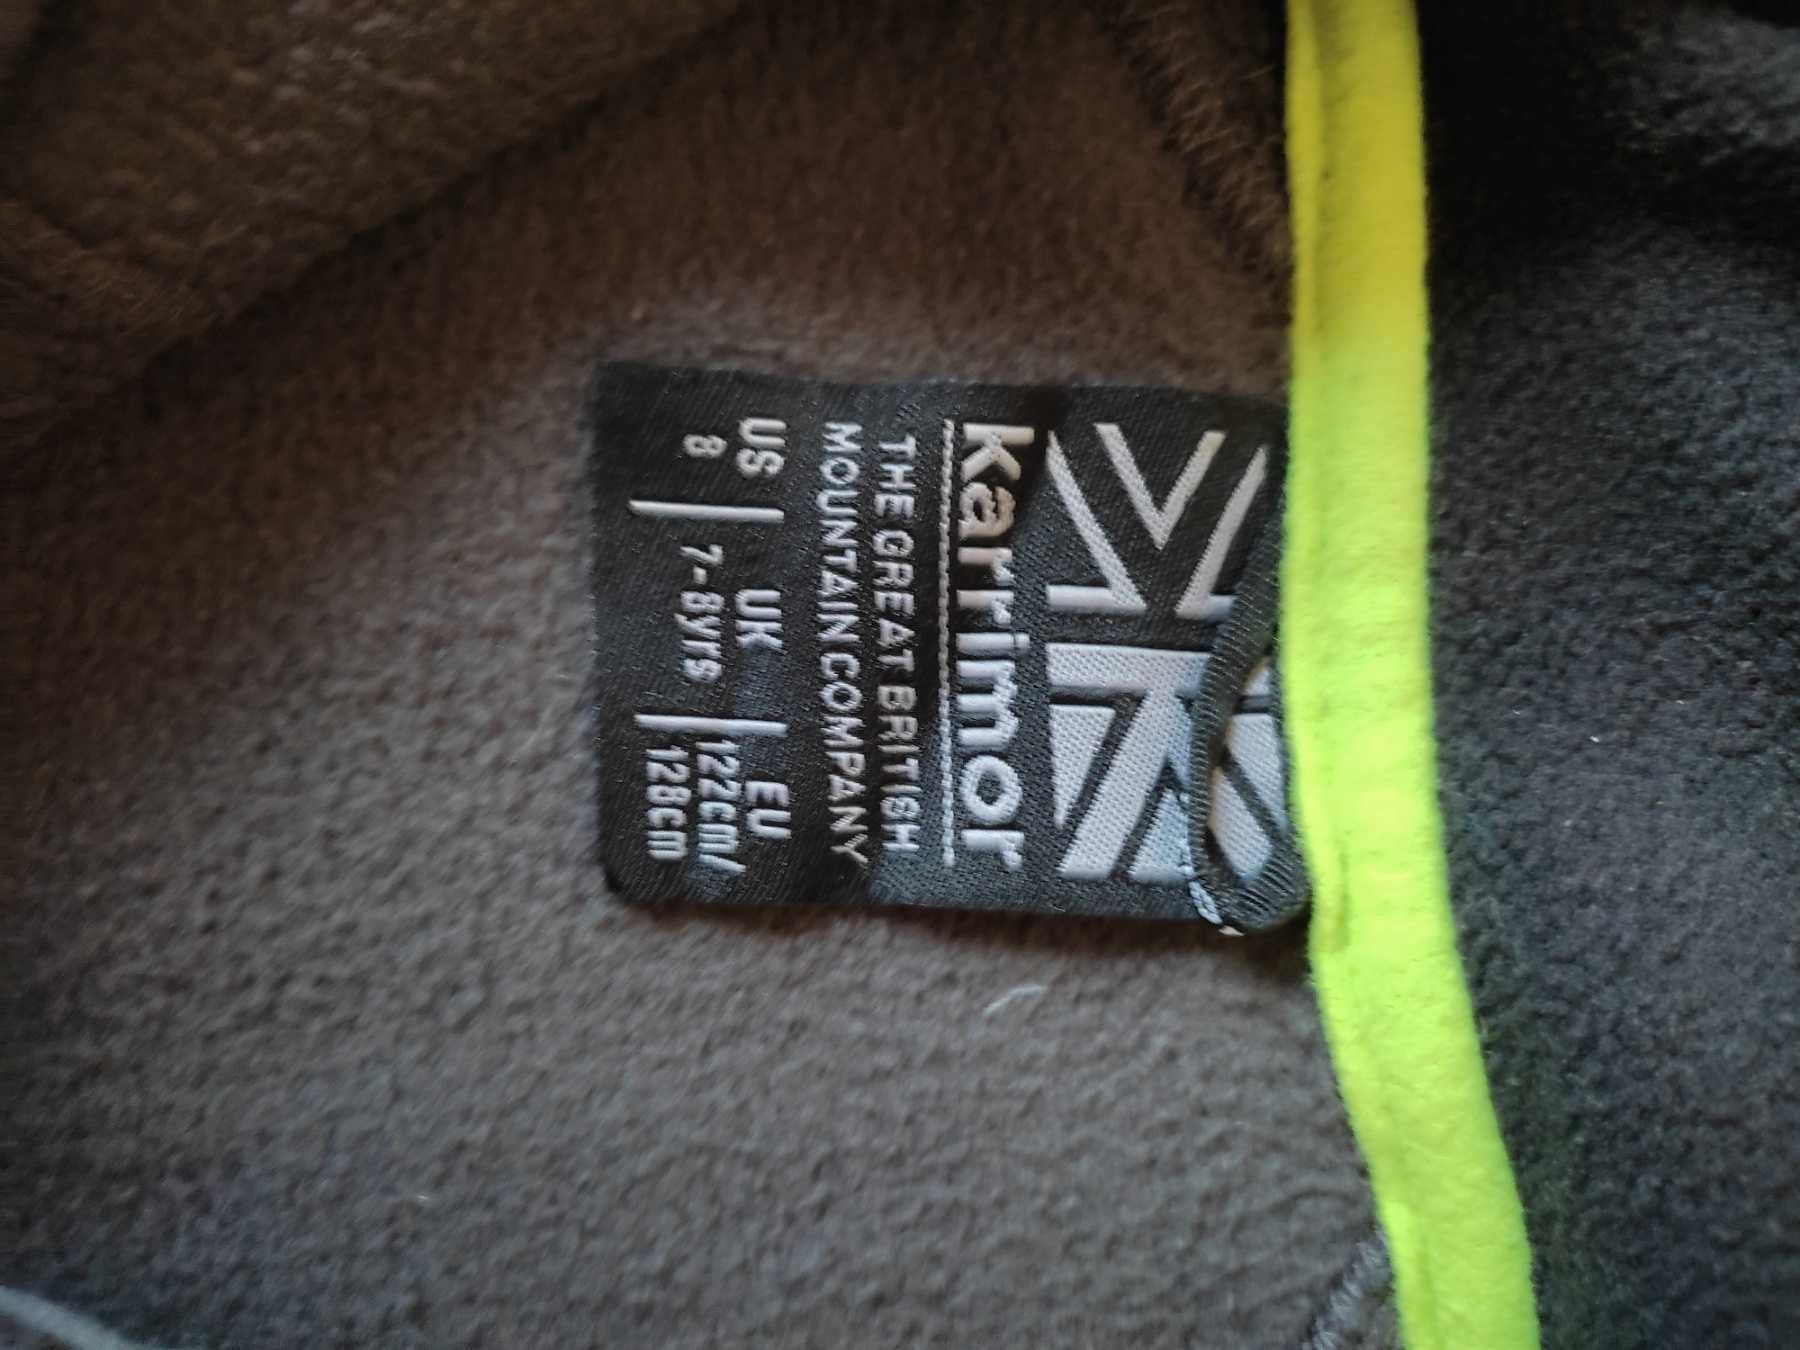 karrimor
THE GREAT BRITISH
MOUNTAIN COMPANY
US | UK | EU
8 | 7-8yrs | 122cm/
128cm